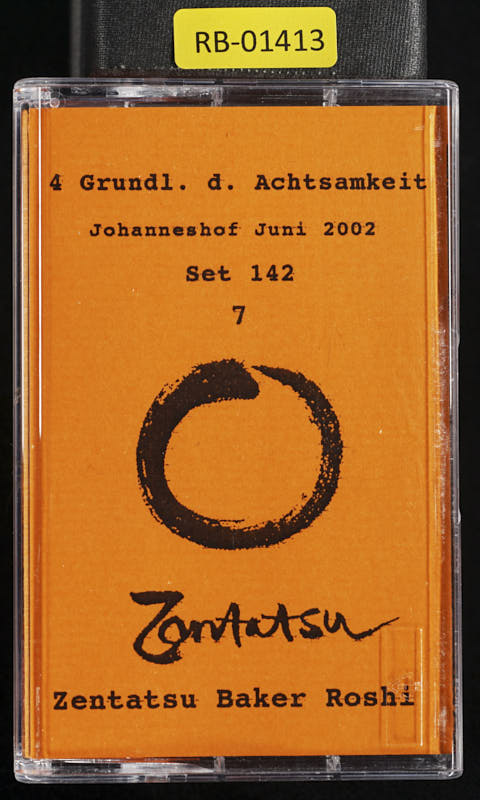 RB-01413
4 Grundl. d. Achtsamkeit
Johanneshof Juni 2002
Set 142
7
Zentatsu
Zentatsu Baker Roshi